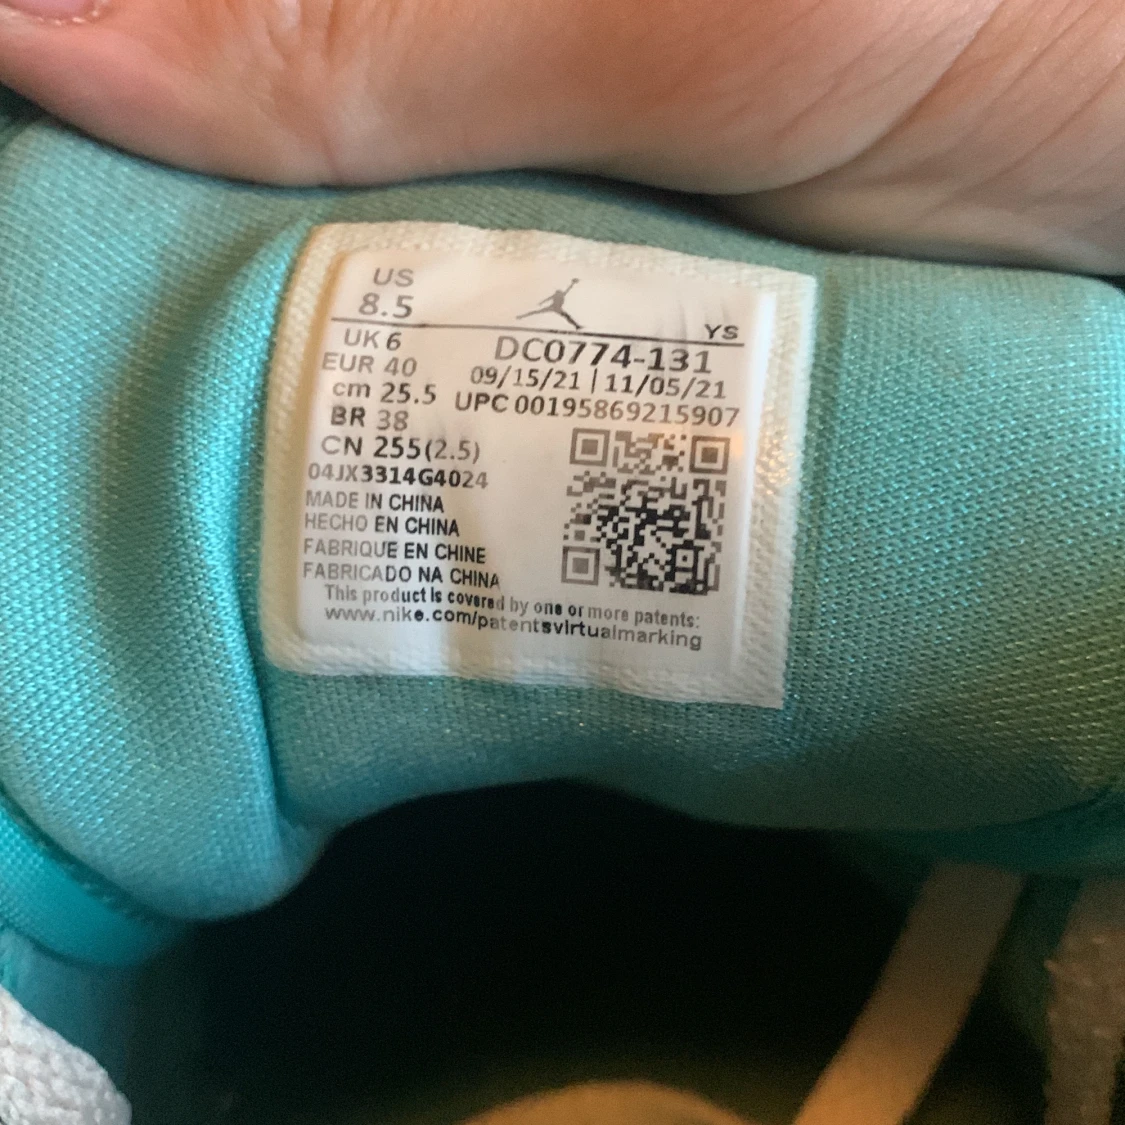 US
8.5
YS
UK 6
EUR 40
cm 25.5
BR 38
CN 255(2.5)
DC0774-131
09/15/21 | 11/05/21
UPC 00195869215907
04JX3314G4024
MADE IN CHINA
HECHO EN CHINA
FABRIQUE EN CHINE
FABRICADO NA CHINA
This product is covered by one or more patents:
www.nike.com/patentsvirtualmarking